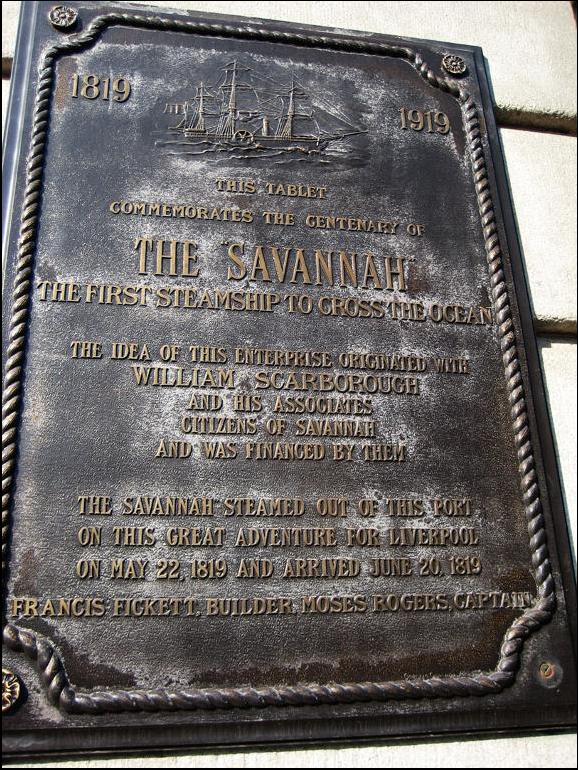 1819 1919
THIS TABLET
COMMEMORATES THE CENTENARY OF
THE "SAVANNAH"
THE FIRST STEAMSHIP TO CROSS THE OCEAN
THE IDEA OF THIS ENTERPRISE ORIGINATED WITH
WILLIAM SCARBOROUGH
AND HIS ASSOCIATES
CITIZENS OF SAVANNAH
AND WAS FINANCED BY THEM
THE SAVANNAH STEAMED OUT OF THIS PORT
ON THIS GREAT ADVENTURE FOR LIVERPOOL
ON MAY 22, 1819 AND ARRIVED JUNE 20, 1819
FRANCIS FICKETT, BUILDER. MOSES ROGERS, CAPTAIN